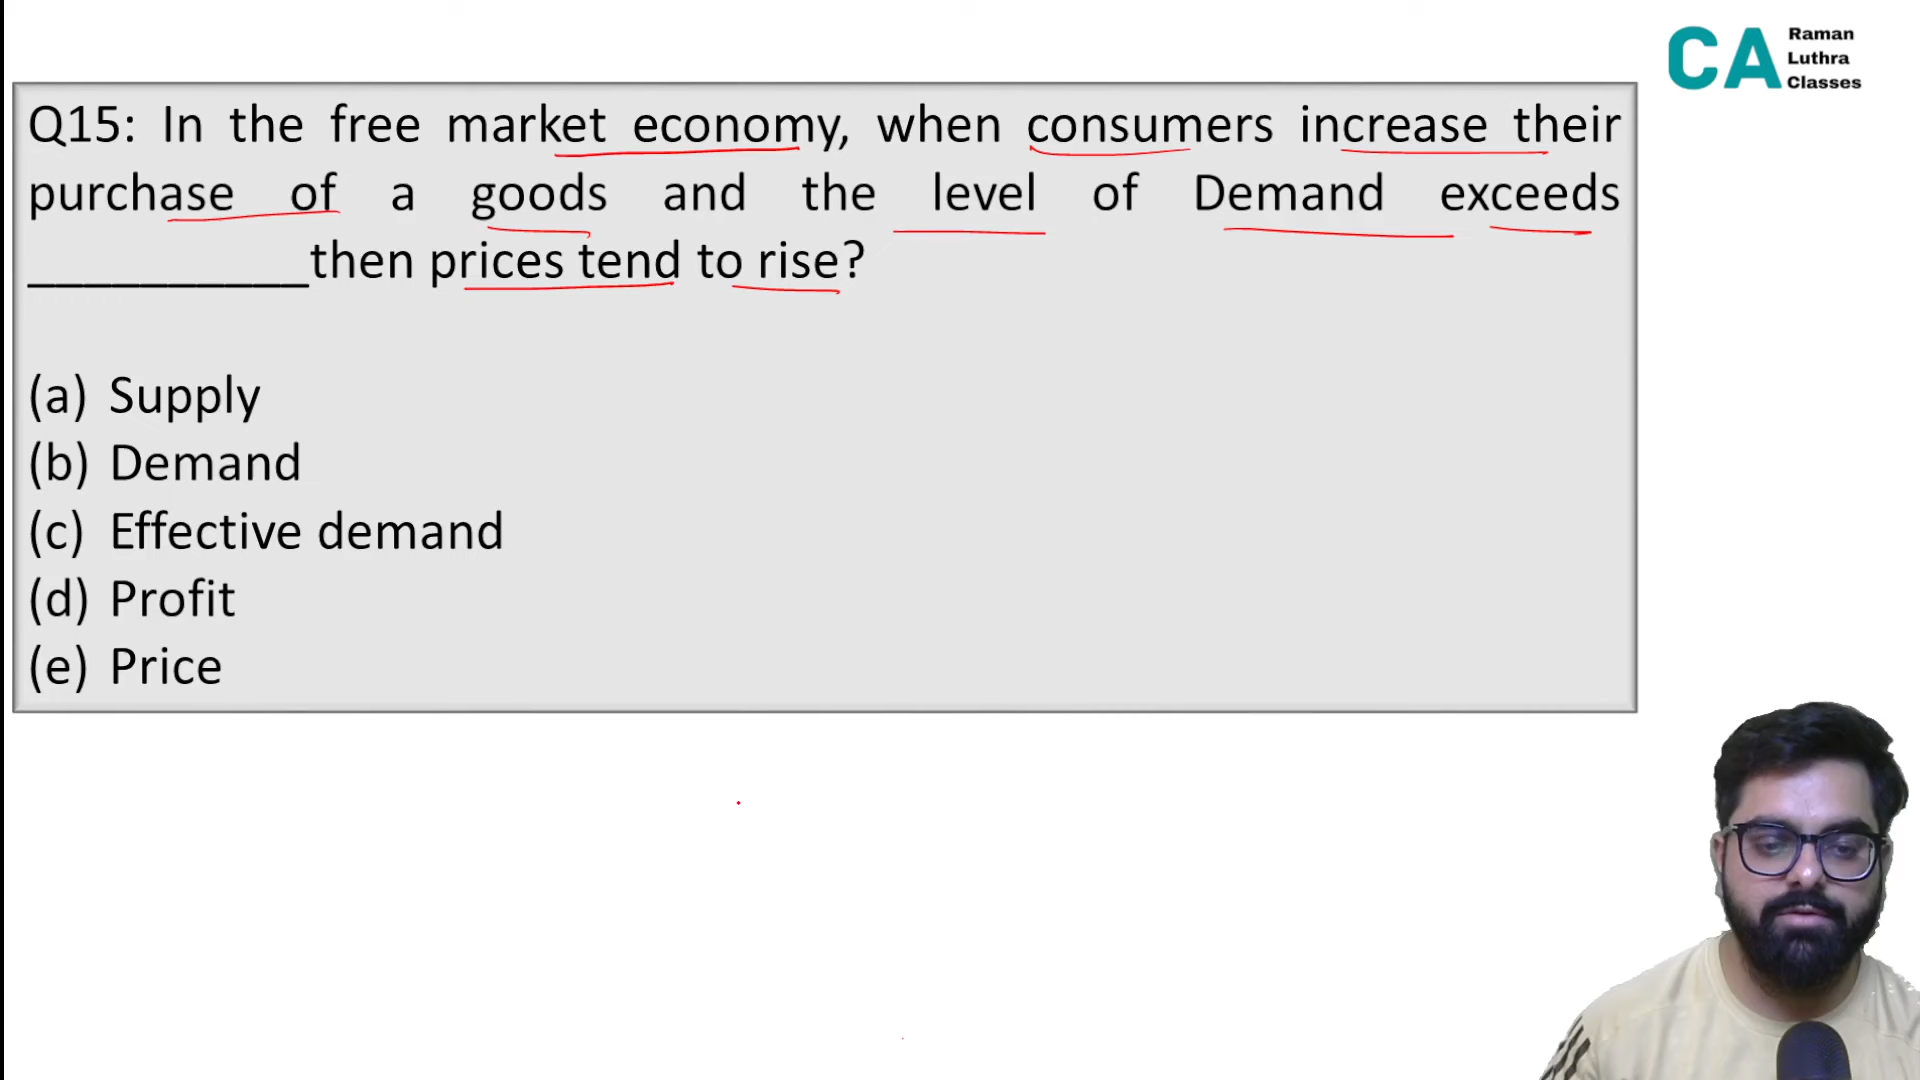 CA Raman
Luthra
Classes
Q15: In the free market economy, when consumers increase their
purchase of a goods and the level of Demand exceeds
__________then prices tend to rise?
(a) Supply
(b) Demand
(c) Effective demand
(d) Profit
(e) Price